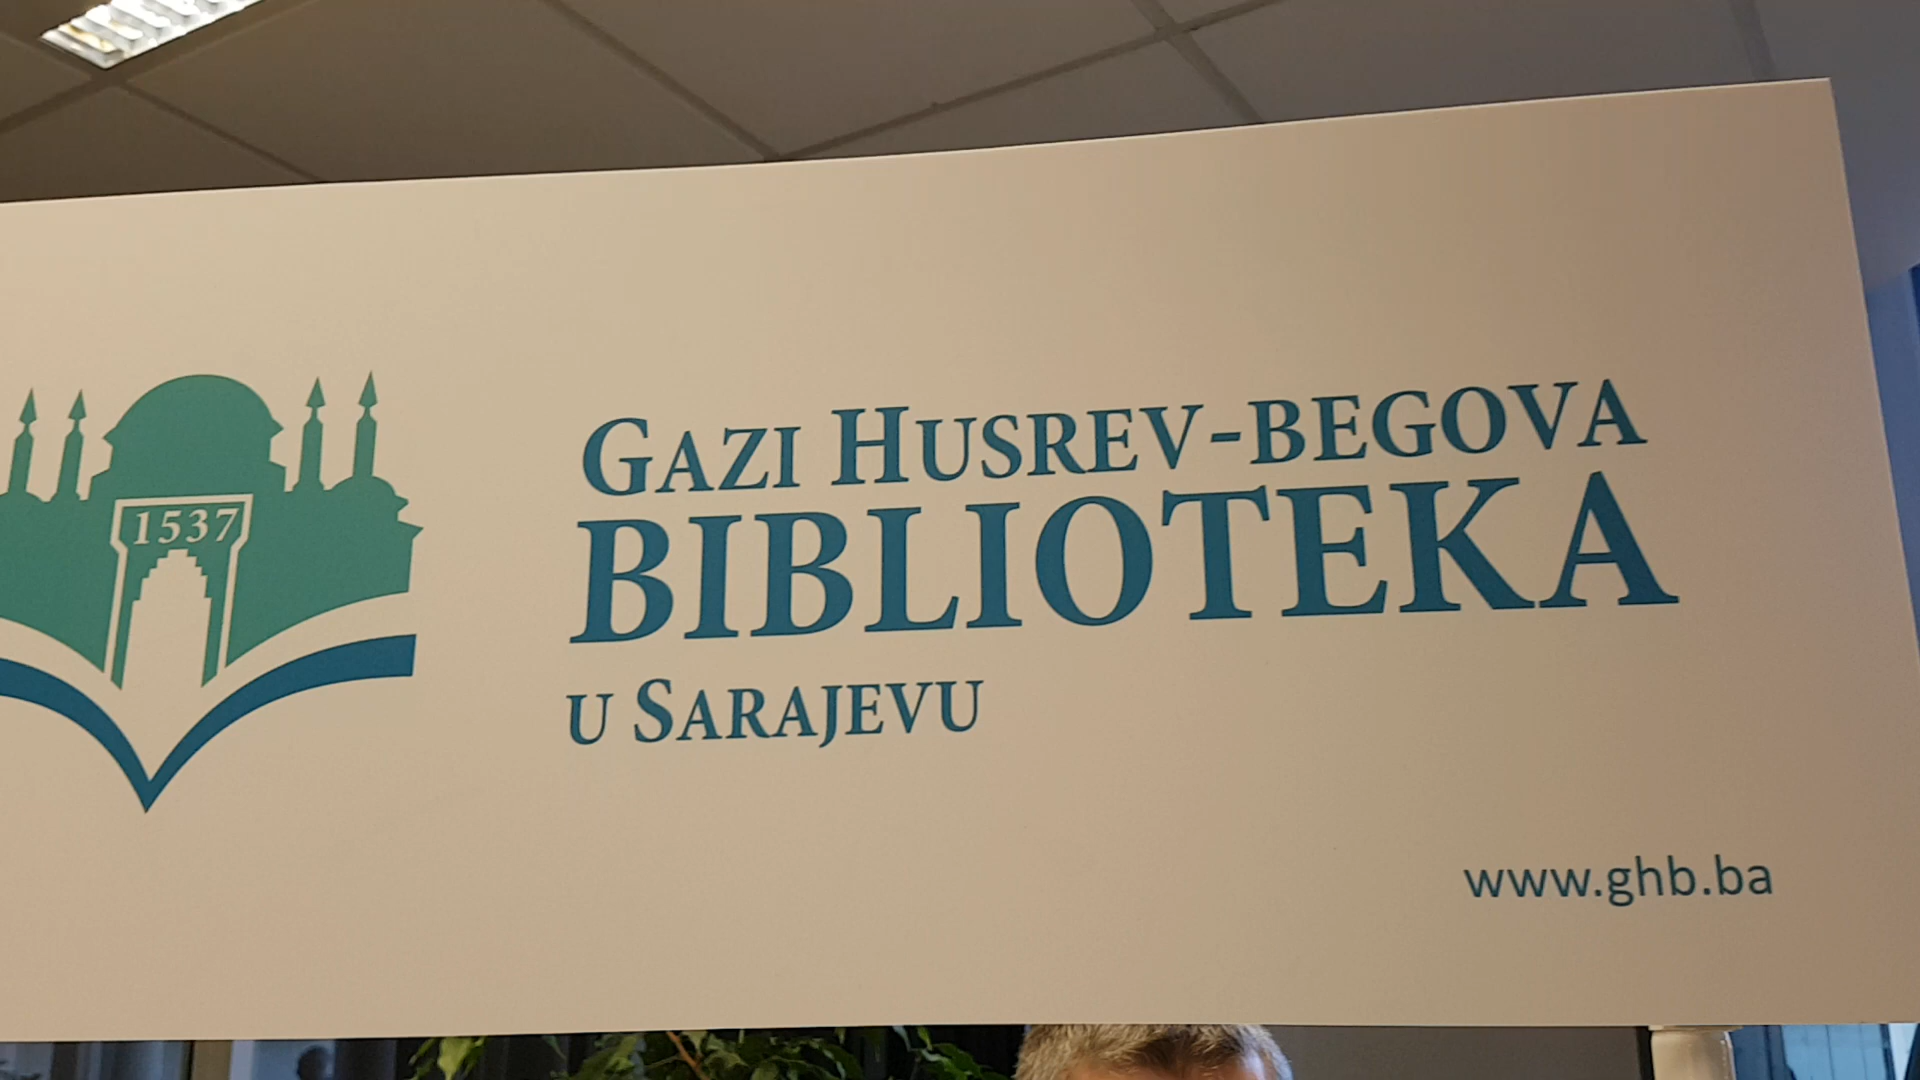 1537
GAZI HUSREV-BEGOVA
BIBLIOTEKA
U SARAJEVU
www.ghb.ba